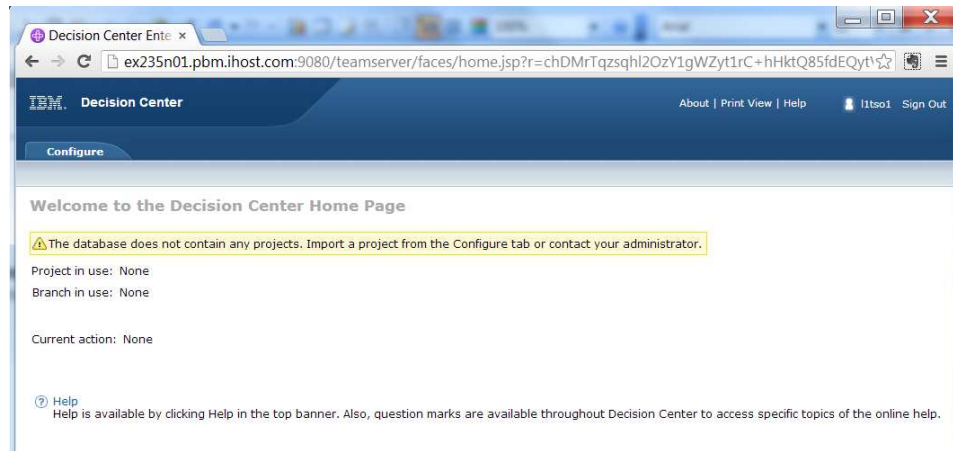 Decision Center Ente ×
ex235n01.pbm.ihost.com:9080/teamserver/faces/home.jsp?r=chDMrTqzsqhl2OzY1gWZyt1rC+hHktQ85fdEQyt
IBM. Decision Center
About | Print View | Help
l1tso1 Sign Out
Configure
Welcome to the Decision Center Home Page
The database does not contain any projects. Import a project from the Configure tab or contact your administrator.
Project in use: None
Branch in use: None
Current action: None
? Help
Help is available by clicking Help in the top banner. Also, question marks are available throughout Decision Center to access specific topics of the online help.